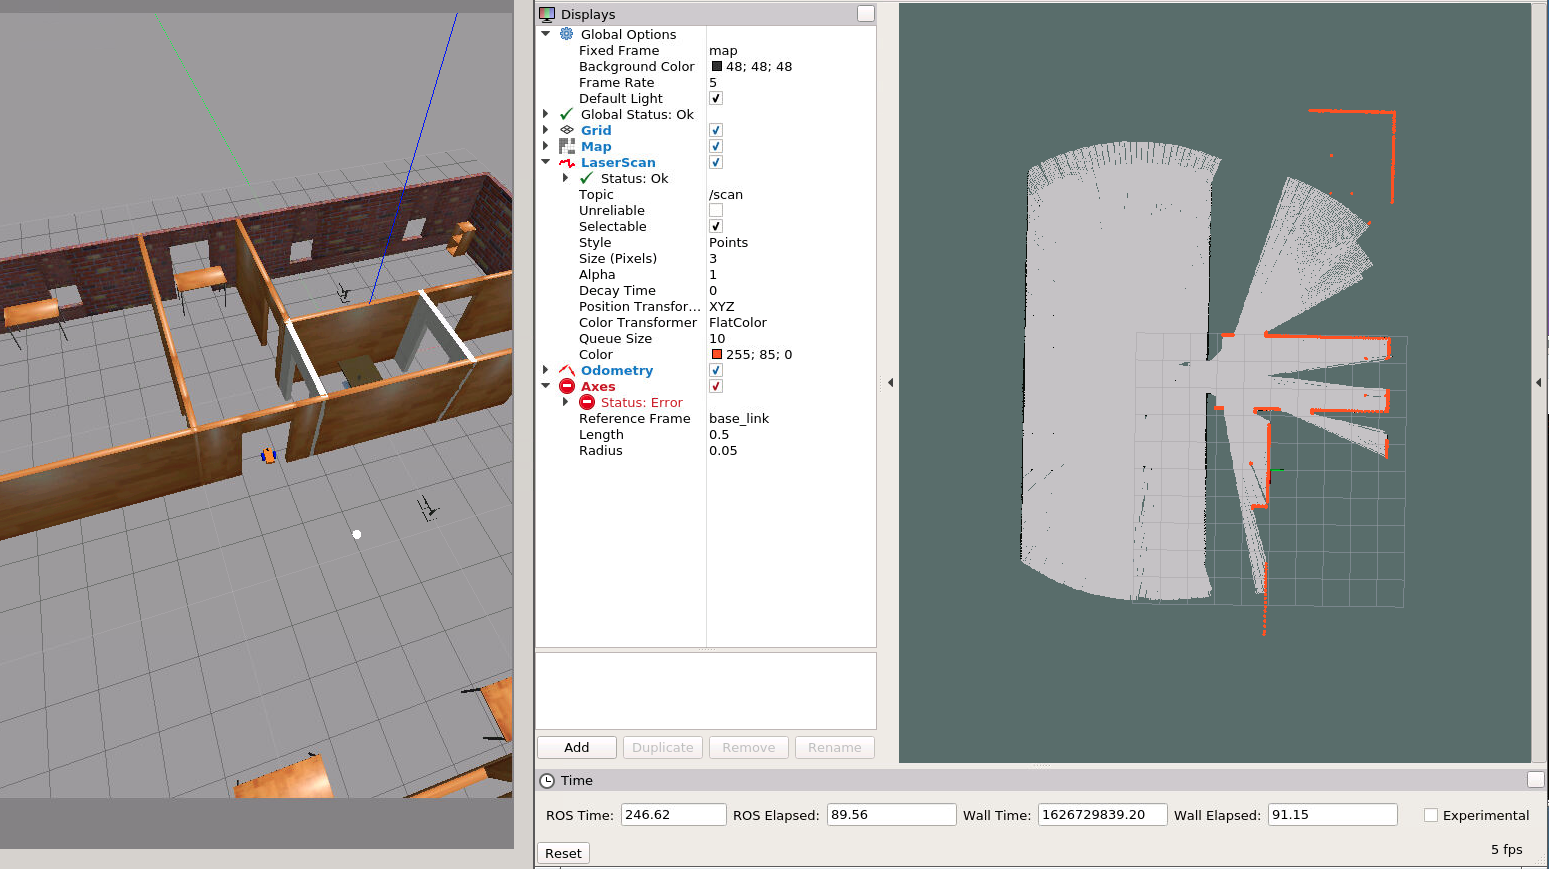 Displays
Global Options
Fixed Frame map
Background Color 48; 48; 48
Frame Rate 5
Default Light
Global Status: Ok
Grid
Map
LaserScan
Status: Ok
Topic /scan
Unreliable
Selectable
Style Points
Size (Pixels) 3
Alpha 1
Decay Time 0
Position Transfor... XYZ
Color Transformer FlatColor
Queue Size 10
Color 255; 85; 0
Odometry
Axes
Status: Error
Reference Frame base_link
Length 0.5
Radius 0.05
Add Duplicate Remove Rename
Time
ROS Time: 246.62 ROS Elapsed: 89.56 Wall Time: 1626729839.20 Wall Elapsed: 91.15 Experimental
Reset 5 fps